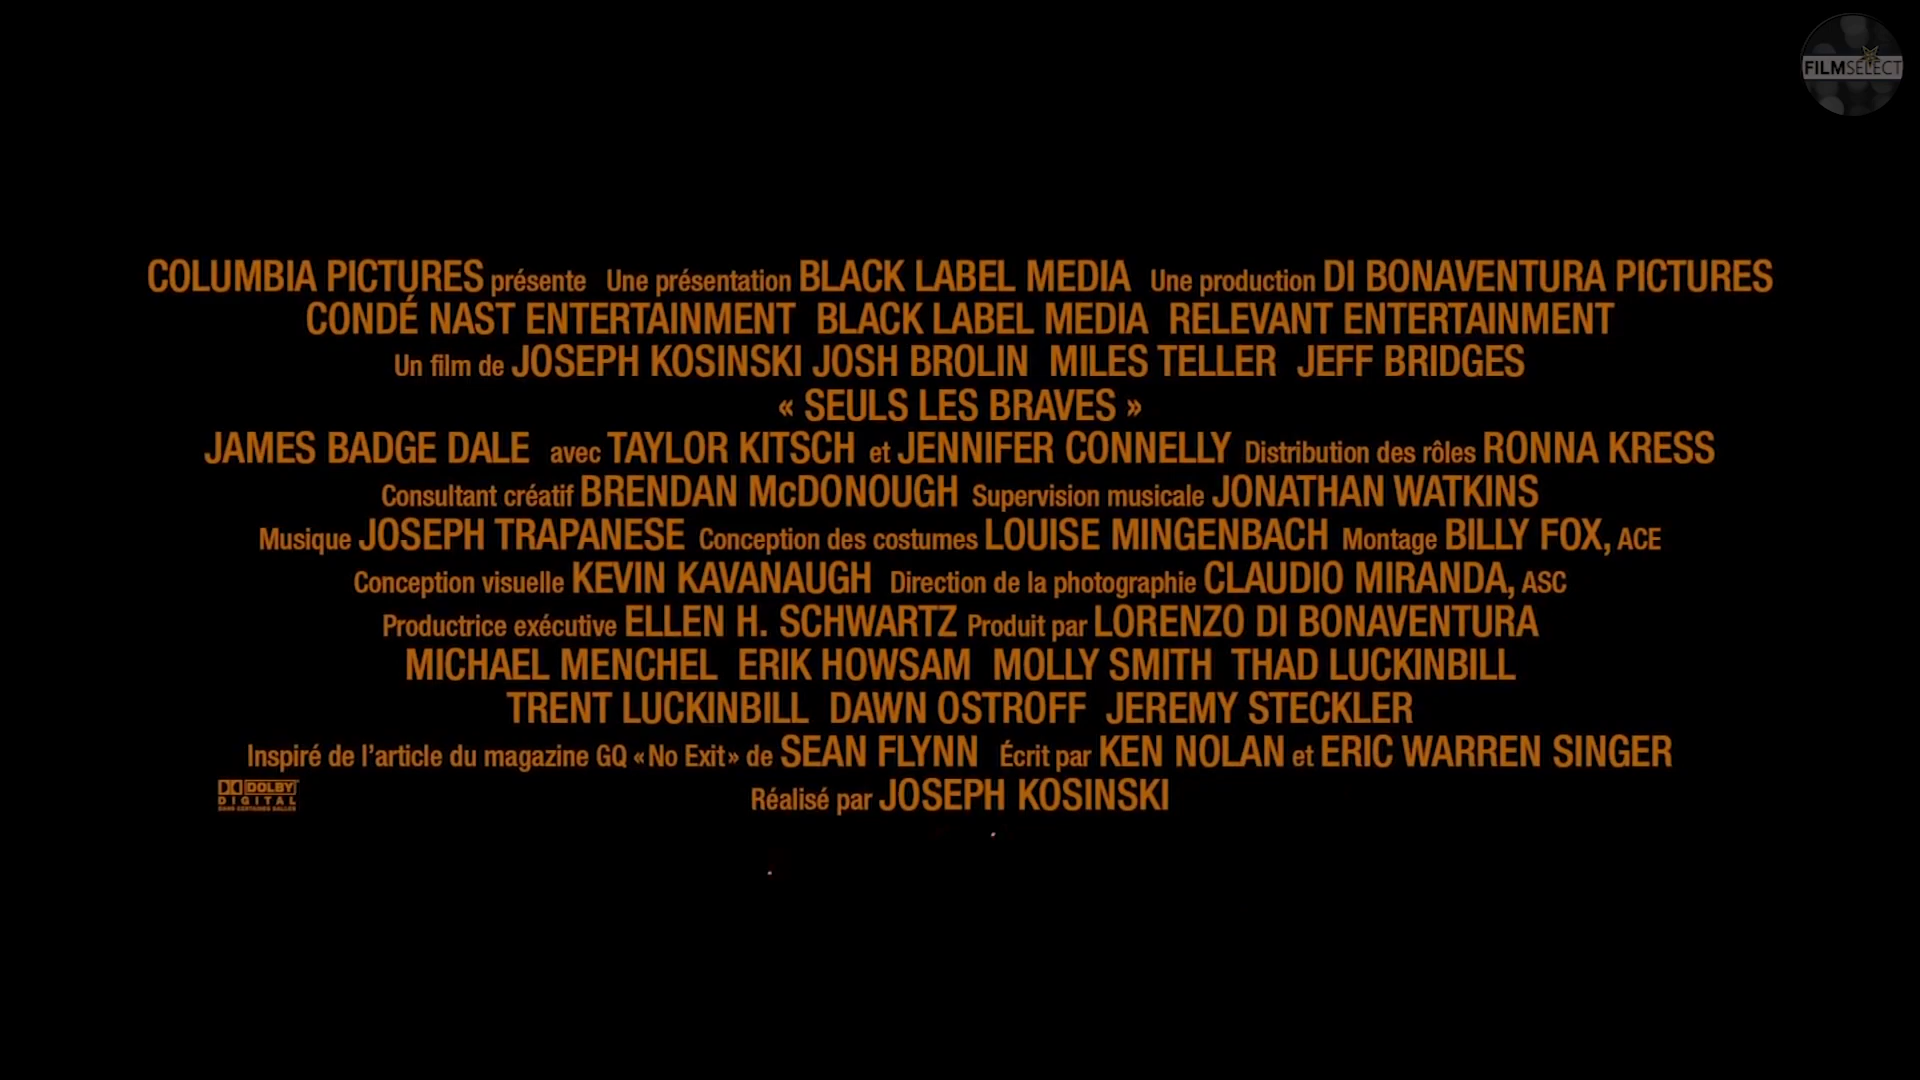 FILMSELECT
COLUMBIA PICTURES présente Une présentation BLACK LABEL MEDIA Une production DI BONAVENTURA PICTURES
CONDÉ NAST ENTERTAINMENT BLACK LABEL MEDIA RELEVANT ENTERTAINMENT
Un film de JOSEPH KOSINSKI JOSH BROLIN MILES TELLER JEFF BRIDGES
« SEULS LES BRAVES »
JAMES BADGE DALE avec TAYLOR KITSCH et JENNIFER CONNELLY Distribution des rôles RONNA KRESS
Consultant créatif BRENDAN McDONOUGH Supervision musicale JONATHAN WATKINS
Musique JOSEPH TRAPANESE Conception des costumes LOUISE MINGENBACH Montage BILLY FOX, ACE
Conception visuelle KEVIN KAVANAUGH Direction de la photographie CLAUDIO MIRANDA, ASC
Productrice exécutive ELLEN H. SCHWARTZ Produit par LORENZO DI BONAVENTURA
MICHAEL MENCHEL ERIK HOWSAM MOLLY SMITH THAD LUCKINBILL
TRENT LUCKINBILL DAWN OSTROFF JEREMY STECKLER
Inspiré de l'article du magazine GQ « No Exit » de SEAN FLYNN Écrit par KEN NOLAN et ERIC WARREN SINGER
Réalisé par JOSEPH KOSINSKI
DOLBY
DIGITAL
DANS CERTAINES SALLES